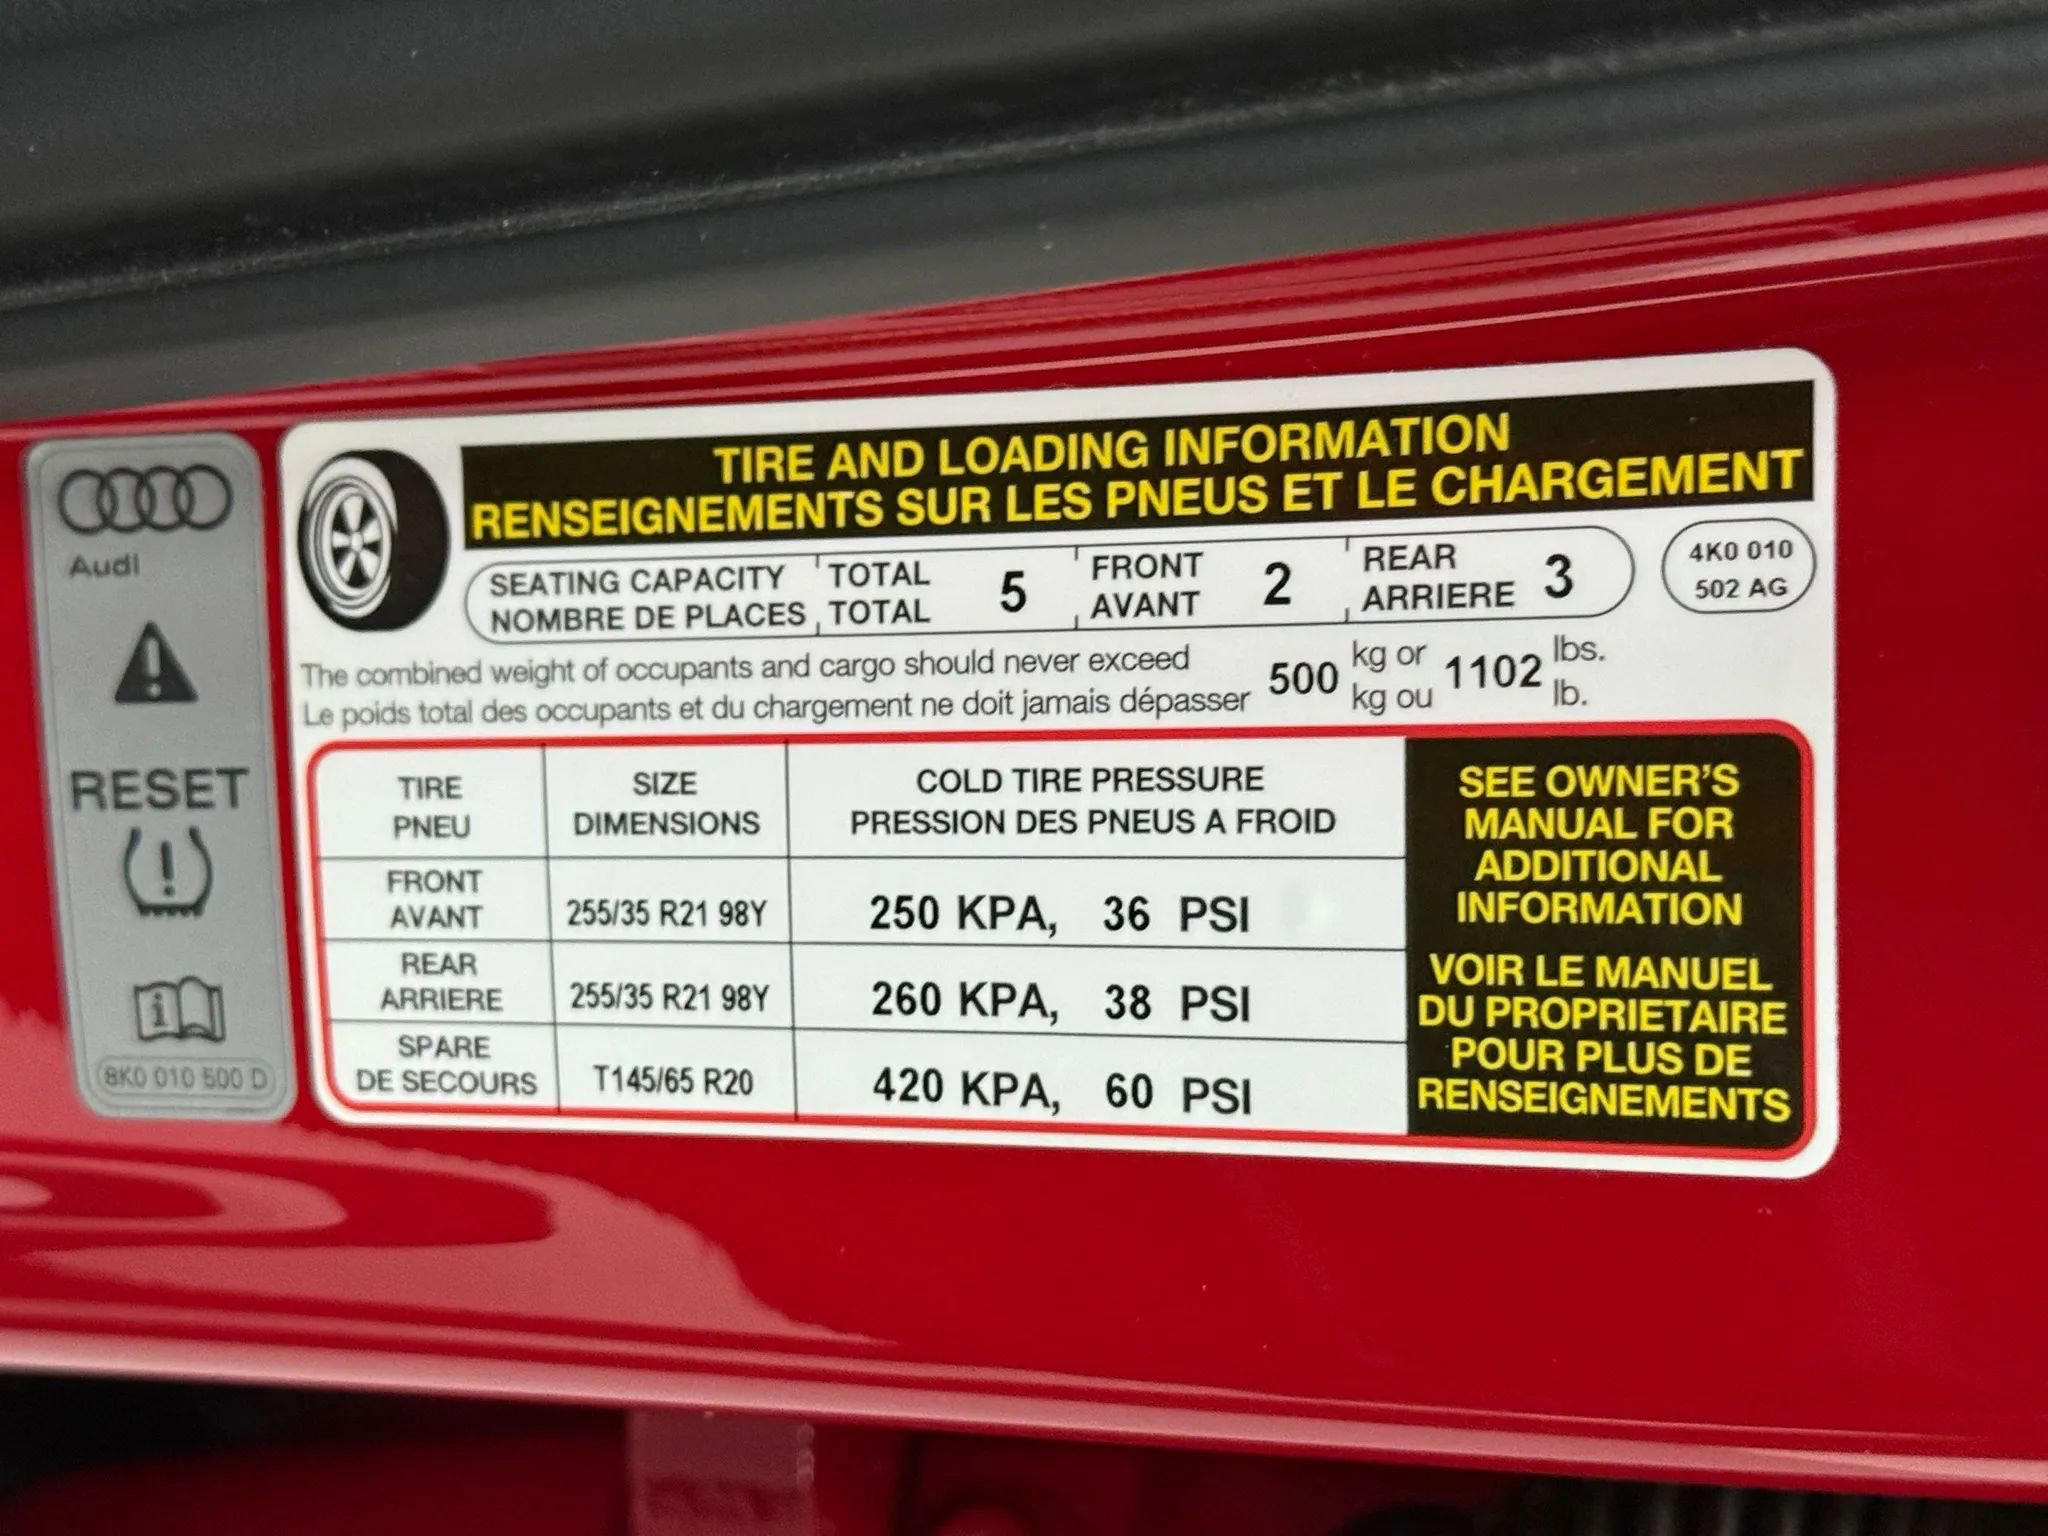 Audi
RESET
8K0 010 500 D
TIRE AND LOADING INFORMATION
RENSEIGNEMENTS SUR LES PNEUS ET LE CHARGEMENT
SEATING CAPACITY TOTAL 5 FRONT 2 REAR 3
NOMBRE DE PLACES TOTAL AVANT ARRIERE
4K0 010
502 AG
The combined weight of occupants and cargo should never exceed 500 kg or 1102 lbs.
Le poids total des occupants et du chargement ne doit jamais dépasser kg ou lb.
TIRE SIZE COLD TIRE PRESSURE
PNEU DIMENSIONS PRESSION DES PNEUS A FROID
FRONT
AVANT 255/35 R21 98Y 250 KPA, 36 PSI
REAR
ARRIERE 255/35 R21 98Y 260 KPA, 38 PSI
SPARE
DE SECOURS T145/65 R20 420 KPA, 60 PSI
SEE OWNER'S
MANUAL FOR
ADDITIONAL
INFORMATION
VOIR LE MANUEL
DU PROPRIETAIRE
POUR PLUS DE
RENSEIGNEMENTS